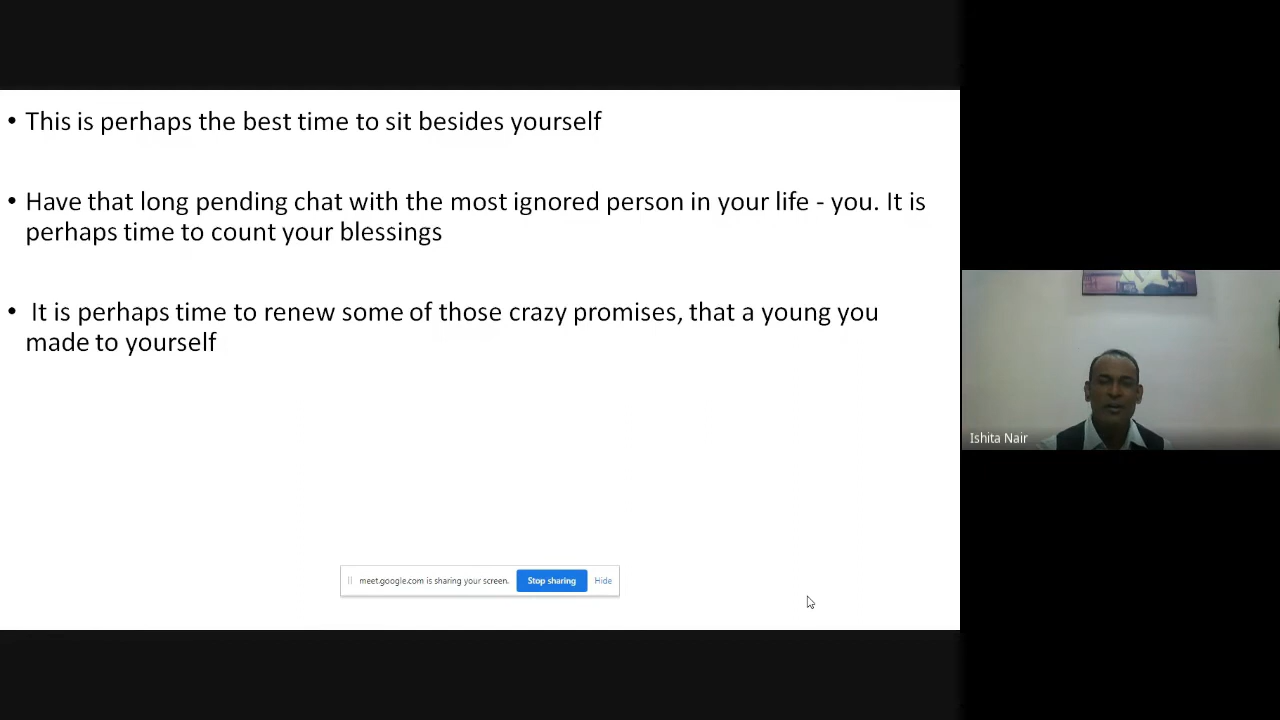 • This is perhaps the best time to sit besides yourself
• Have that long pending chat with the most ignored person in your life - you. It is
perhaps time to count your blessings
• It is perhaps time to renew some of those crazy promises, that a young you
made to yourself
Ishita Nair
meet.google.com is sharing your screen. Stop sharing Hide